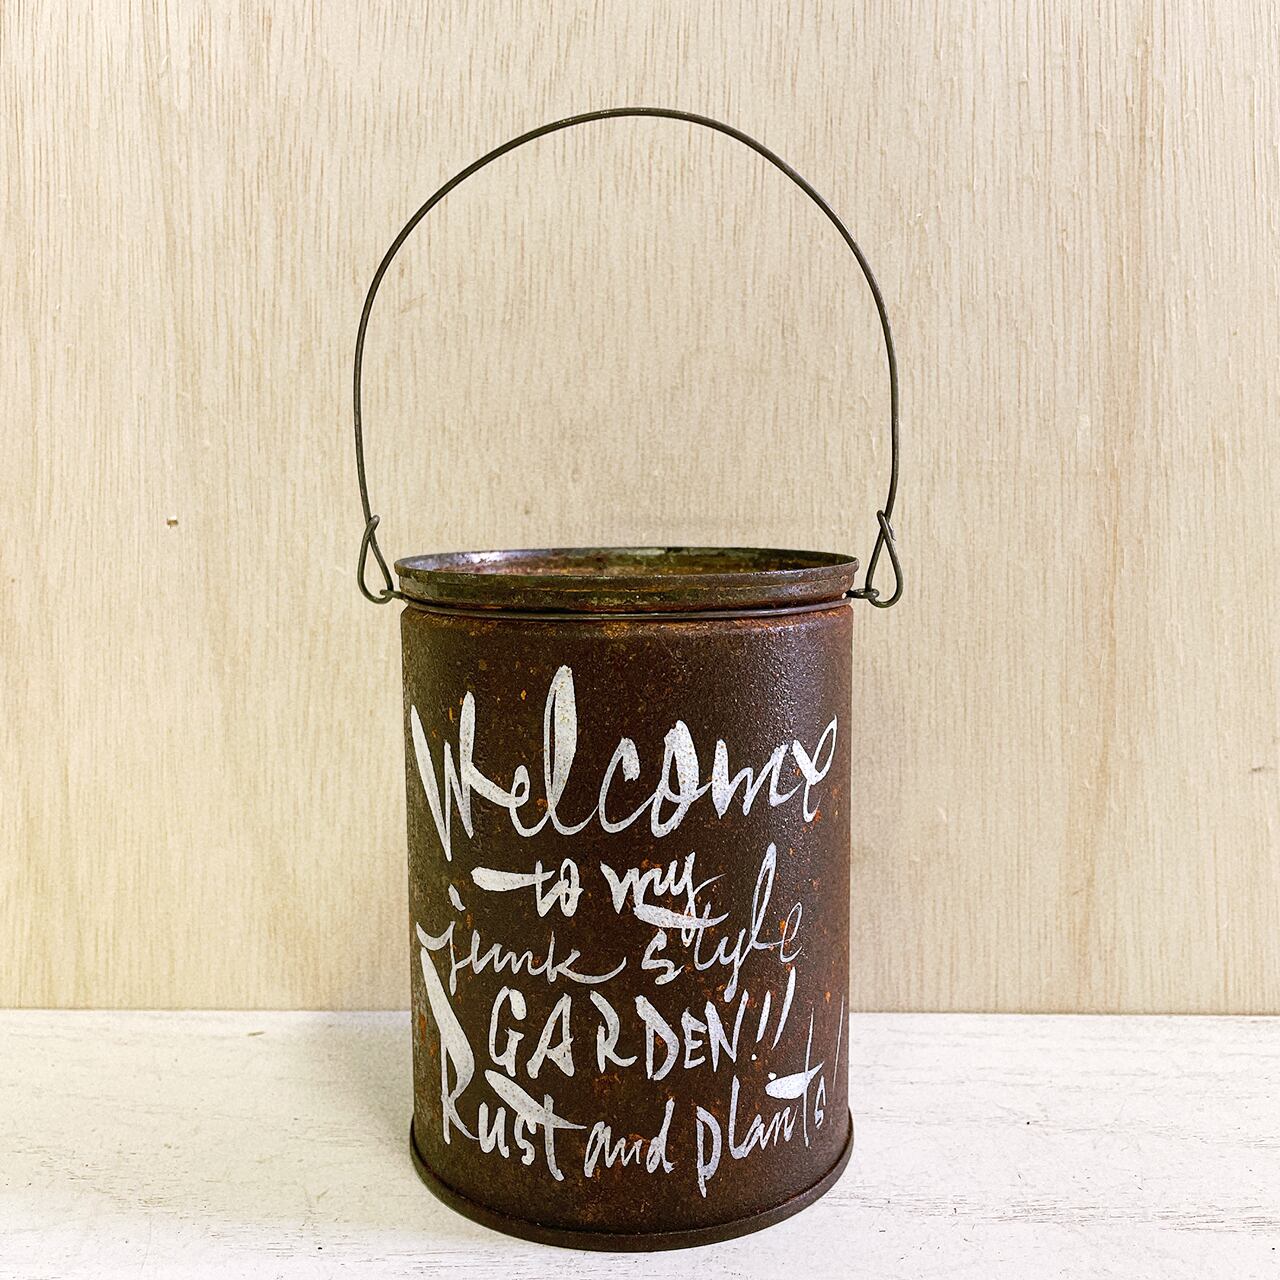 Welcome
to my
junk style
GARDEN!!
Rust and plants!